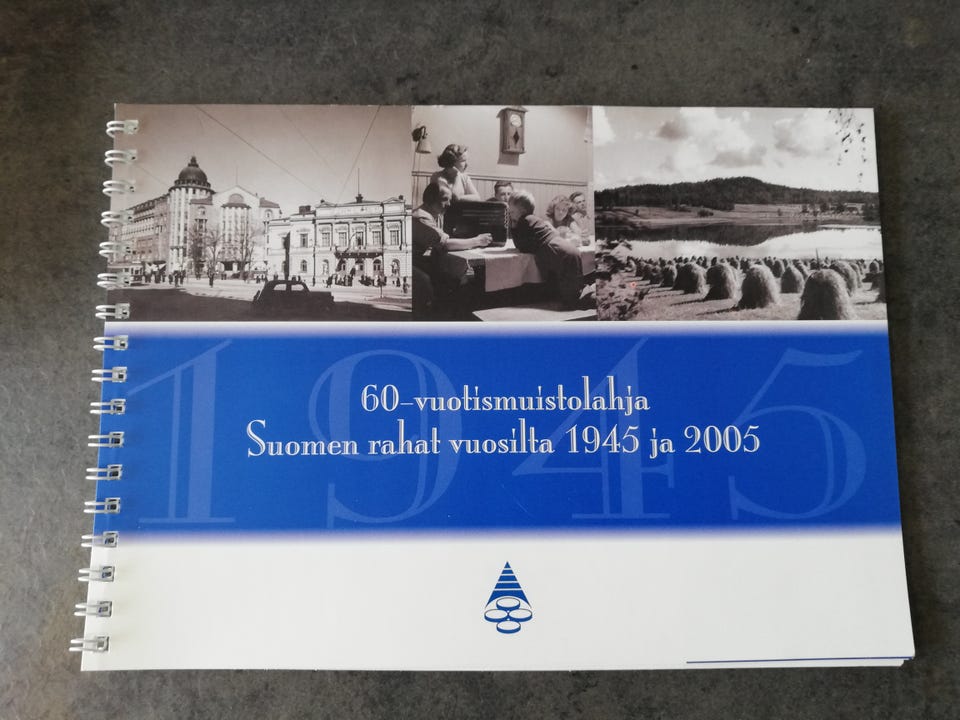 1945
60-vuotismuistolahja
Suomen rahat vuosilta 1945 ja 2005